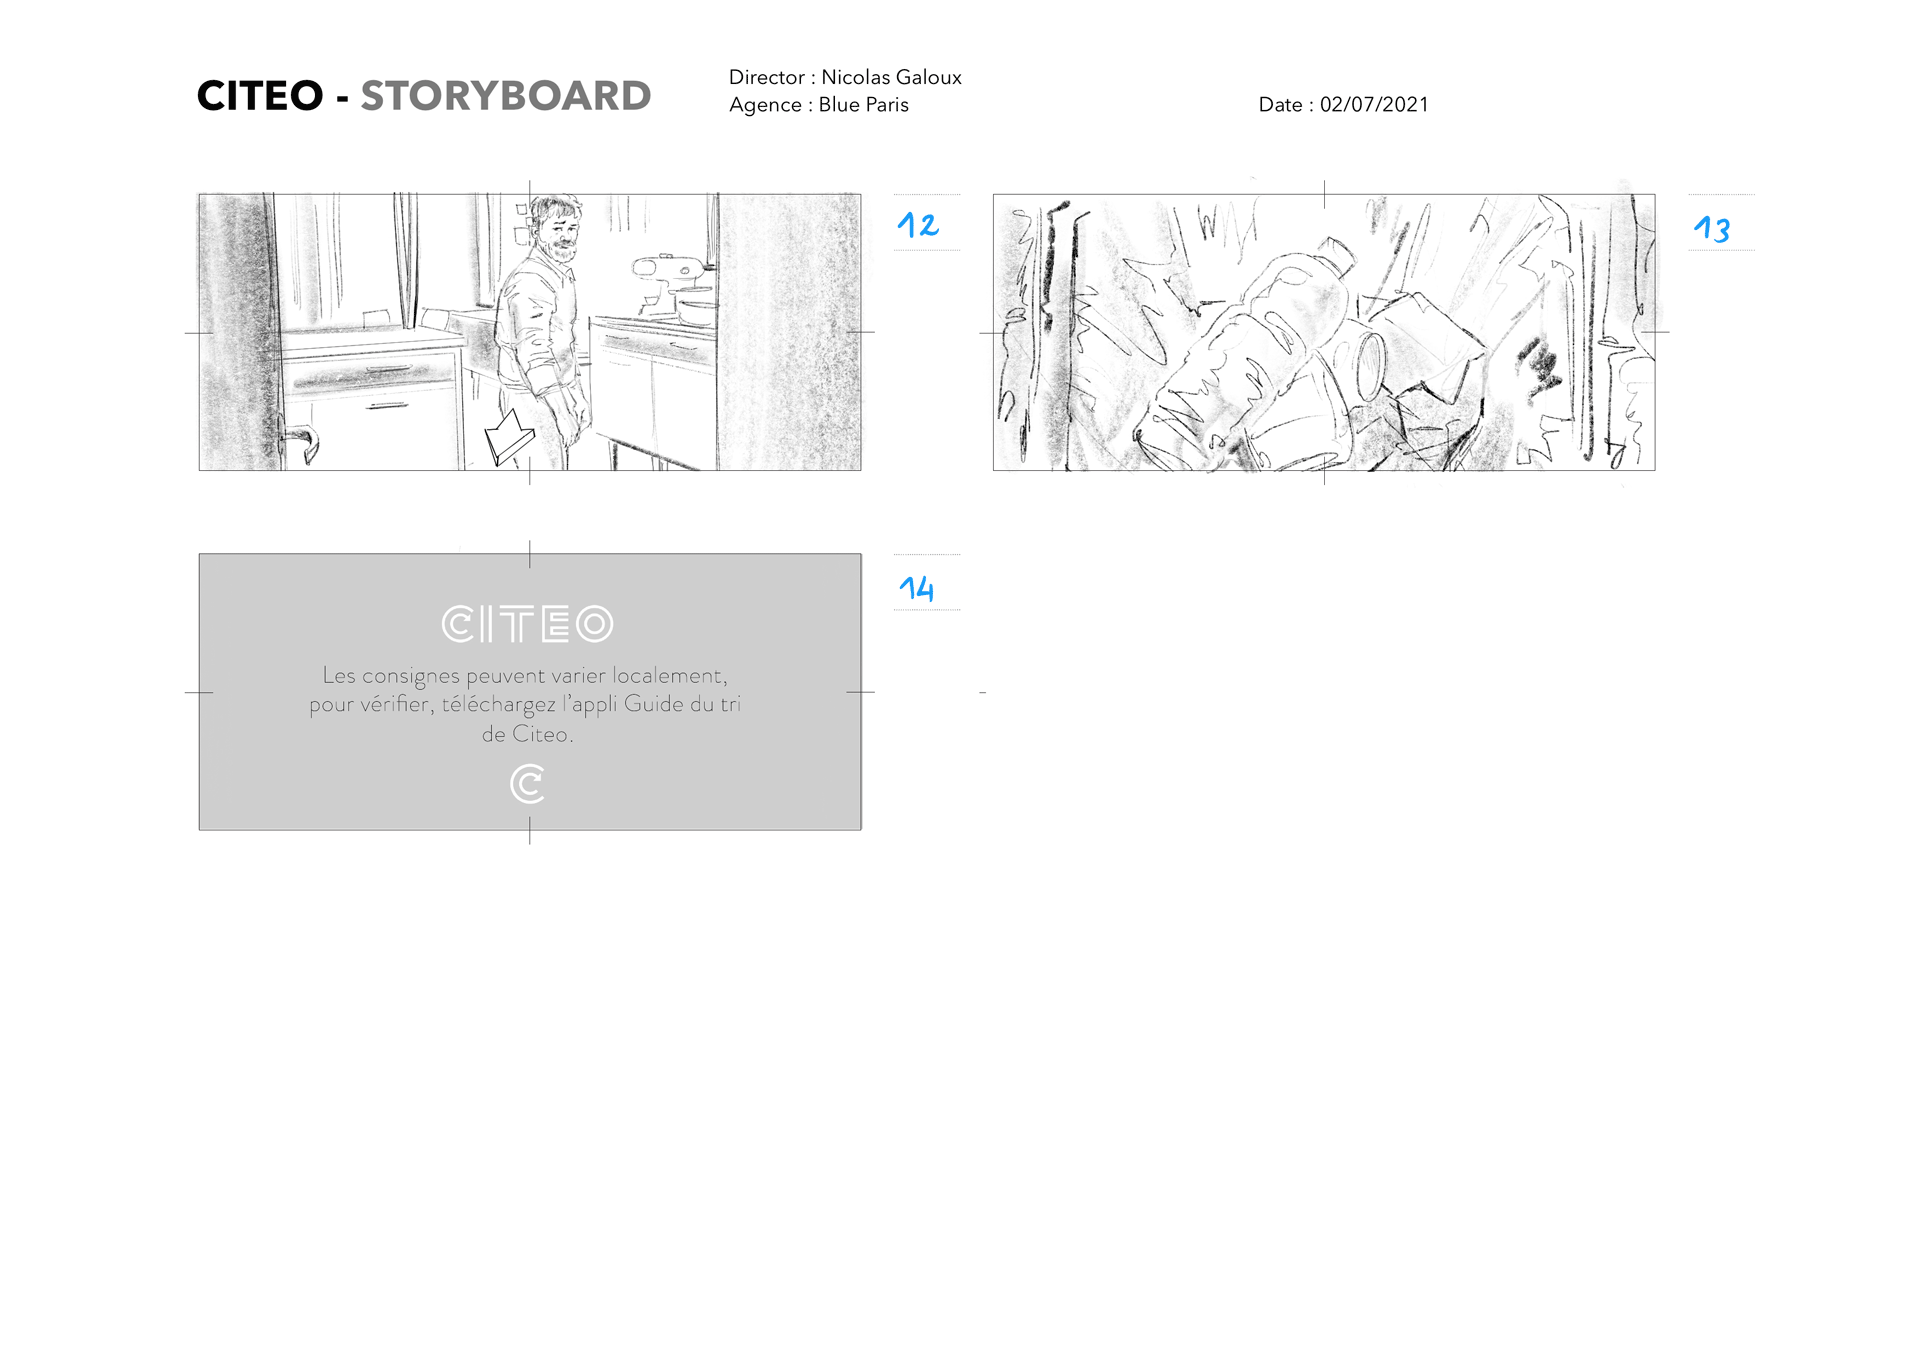 CITEO - STORYBOARD
Director : Nicolas Galoux
Agence : Blue Paris
Date : 02/07/2021
12
13
14
CITEO
Les consignes peuvent varier localement,
pour vérifier, téléchargez l’appli Guide du tri
de Citeo.